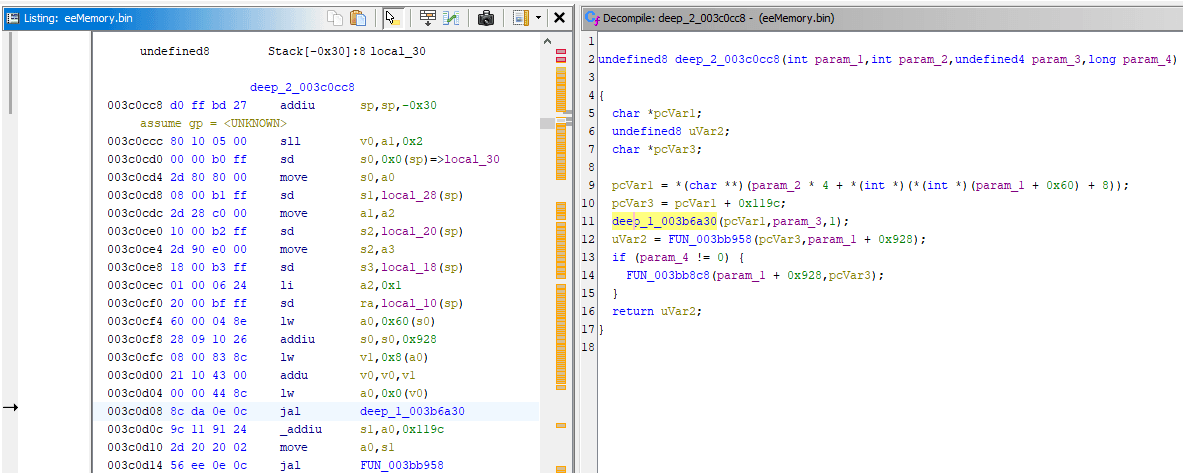 Listing: eeMemory.bin
undefined8 Stack[-0x30]:8 local_30
deep_2_003c0cc8
003c0cc8 d0 ff bd 27 addiu sp,sp,-0x30
assume gp = <UNKNOWN>
003c0ccc 80 10 05 00 sll v0,a1,0x2
003c0cd0 00 00 b0 ff sd s0,0x0(sp)=>local_30
003c0cd4 2d 80 80 00 move s0,a0
003c0cd8 08 00 b1 ff sd s1,local_28(sp)
003c0cdc 2d 28 c0 00 move a1,a2
003c0ce0 10 00 b2 ff sd s2,local_20(sp)
003c0ce4 2d 90 e0 00 move s2,a3
003c0ce8 18 00 b3 ff sd s3,local_18(sp)
003c0cec 01 00 06 24 li a2,0x1
003c0cf0 20 00 bf ff sd ra,local_10(sp)
003c0cf4 60 00 04 8e lw a0,0x60(s0)
003c0cf8 28 09 10 26 addiu s0,s0,0x928
003c0cfc 08 00 83 8c lw v1,0x8(a0)
003c0d00 21 10 43 00 addu v0,v0,v1
003c0d04 00 00 44 8c lw a0,0x0(v0)
003c0d08 8c da 0e 0c jal deep_1_003b6a30
003c0d0c 9c 11 91 24 _addiu s1,a0,0x119c
003c0d10 2d 20 20 02 move a0,s1
003c0d14 56 ee 0e 0c jal FUN_003bb958
Decompile: deep_2_003c0cc8 - (eeMemory.bin)
1
2 undefined8 deep_2_003c0cc8(int param_1,int param_2,undefined4 param_3,long param_4)
3
4 {
5 char *pcVar1;
6 undefined8 uVar2;
7 char *pcVar3;
8
9 pcVar1 = *(char **)(param_2 * 4 + *(int *)(*(int *)(param_1 + 0x60) + 8));
10 pcVar3 = pcVar1 + 0x119c;
11 deep_1_003b6a30(pcVar1,param_3,1);
12 uVar2 = FUN_003bb958(pcVar3,param_1 + 0x928);
13 if (param_4 != 0) {
14 FUN_003bb8c8(param_1 + 0x928,pcVar3);
15 }
16 return uVar2;
17 }
18